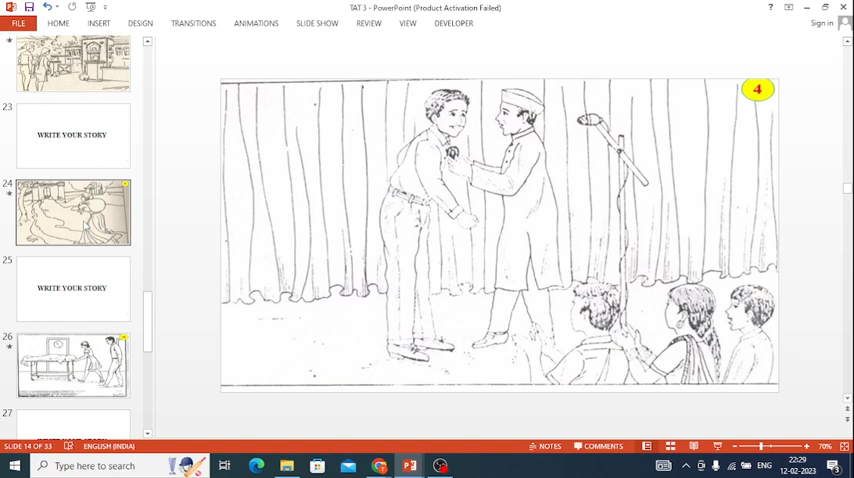 TAT 3 - PowerPoint (Product Activation Failed)
FILE HOME INSERT DESIGN TRANSITIONS ANIMATIONS SLIDE SHOW REVIEW VIEW DEVELOPER Sign in
23
WRITE YOUR STORY
24
25
WRITE YOUR STORY
26
27
4
SLIDE 14 OF 33 ENGLISH (INDIA) NOTES COMMENTS 70%
Type here to search
ENG
22:29
12-02-2023
3